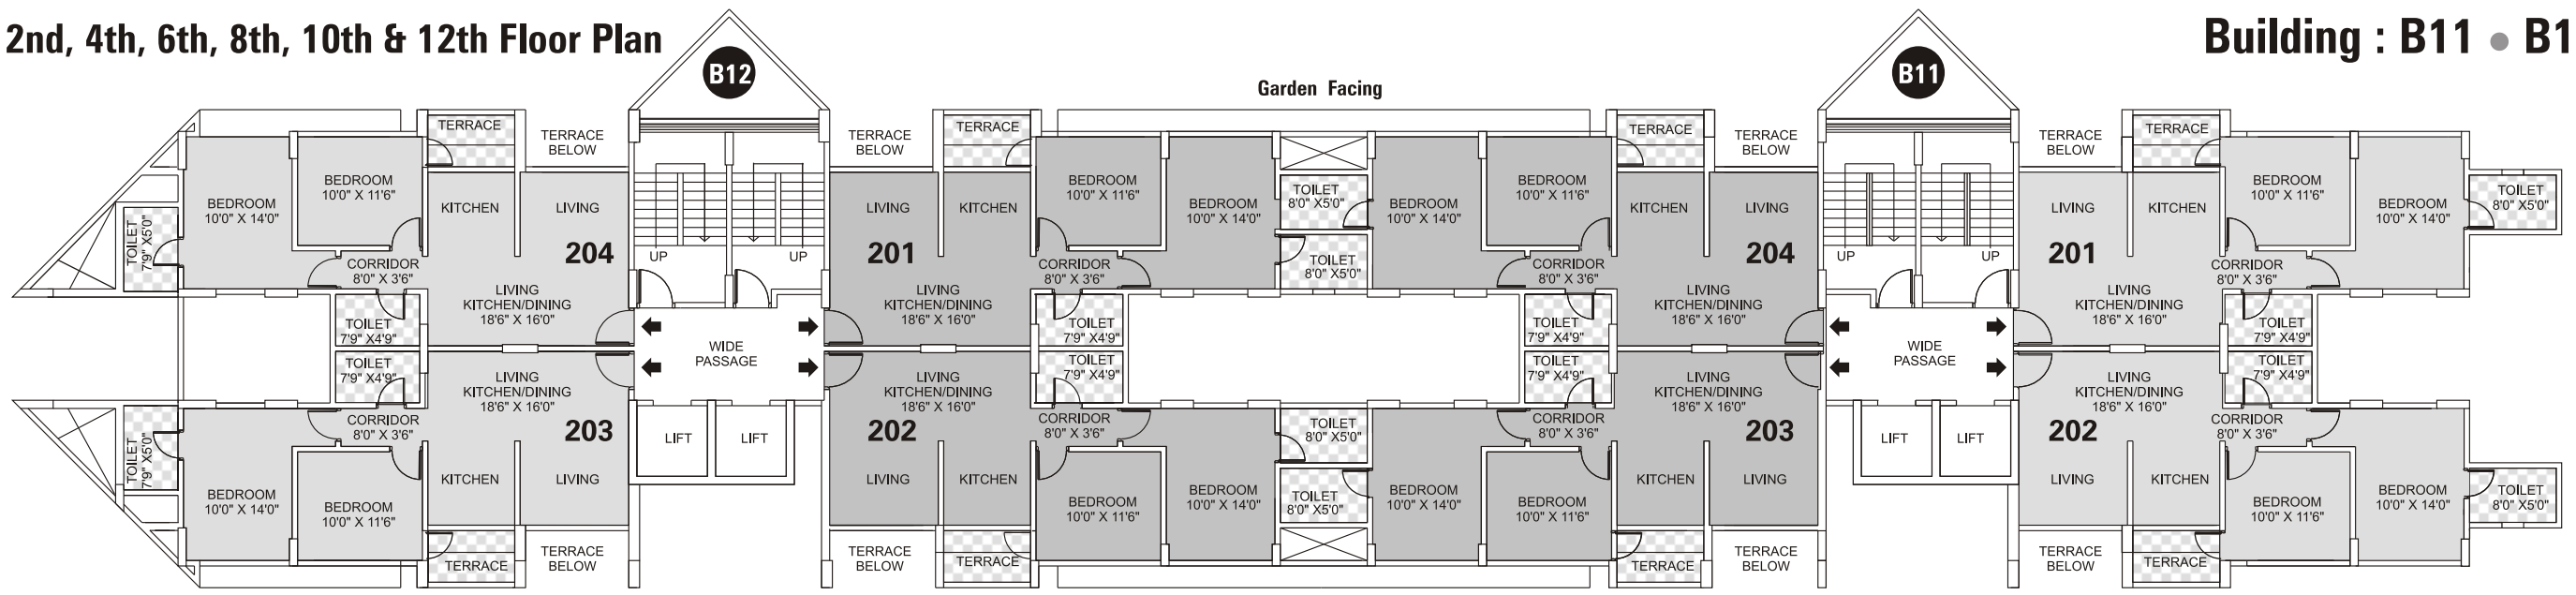 2nd, 4th, 6th, 8th, 10th & 12th Floor Plan
Building : B11 • B1
B12
B11
Garden Facing
TERRACE
TERRACE
BELOW
TERRACE
BELOW
TERRACE
TERRACE
TERRACE
BELOW
TERRACE
BELOW
TERRACE
BEDROOM
10'0" X 14'0"
BEDROOM
10'0" X 11'6"
KITCHEN
LIVING
204
UP
UP
LIVING
KITCHEN
201
BEDROOM
10'0" X 11'6"
BEDROOM
10'0" X 14'0"
TOILET
8'0" X5'0"
TOILET
8'0" X5'0"
BEDROOM
10'0" X 14'0"
BEDROOM
10'0" X 11'6"
KITCHEN
LIVING
204
UP
UP
LIVING
KITCHEN
201
BEDROOM
10'0" X 11'6"
BEDROOM
10'0" X 14'0"
TOILET
8'0" X5'0"
TOILET
7'9" X5'0"
CORRIDOR
8'0" X 3'6"
LIVING
KITCHEN/DINING
18'6" X 16'0"
LIVING
KITCHEN/DINING
18'6" X 16'0"
CORRIDOR
8'0" X 3'6"
CORRIDOR
8'0" X 3'6"
LIVING
KITCHEN/DINING
18'6" X 16'0"
LIVING
KITCHEN/DINING
18'6" X 16'0"
CORRIDOR
8'0" X 3'6"
TOILET
7'9" X4'9"
TOILET
7'9" X4'9"
TOILET
7'9" X4'9"
TOILET
7'9" X4'9"
WIDE
PASSAGE
WIDE
PASSAGE
TOILET
7'9" X4'9"
TOILET
7'9" X4'9"
TOILET
7'9" X4'9"
TOILET
7'9" X4'9"
LIVING
KITCHEN/DINING
18'6" X 16'0"
LIVING
KITCHEN/DINING
18'6" X 16'0"
LIVING
KITCHEN/DINING
18'6" X 16'0"
LIVING
KITCHEN/DINING
18'6" X 16'0"
TOILET
7'9" X5'0"
CORRIDOR
8'0" X 3'6"
203
LIFT
LIFT
202
CORRIDOR
8'0" X 3'6"
TOILET
8'0" X5'0"
CORRIDOR
8'0" X 3'6"
203
LIFT
LIFT
202
CORRIDOR
8'0" X 3'6"
BEDROOM
10'0" X 14'0"
BEDROOM
10'0" X 11'6"
KITCHEN
LIVING
LIVING
KITCHEN
BEDROOM
10'0" X 11'6"
BEDROOM
10'0" X 14'0"
TOILET
8'0" X5'0"
BEDROOM
10'0" X 14'0"
BEDROOM
10'0" X 11'6"
KITCHEN
LIVING
LIVING
KITCHEN
BEDROOM
10'0" X 11'6"
BEDROOM
10'0" X 14'0"
TOILET
8'0" X5'0"
TERRACE
TERRACE
BELOW
TERRACE
BELOW
TERRACE
TERRACE
TERRACE
BELOW
TERRACE
BELOW
TERRACE